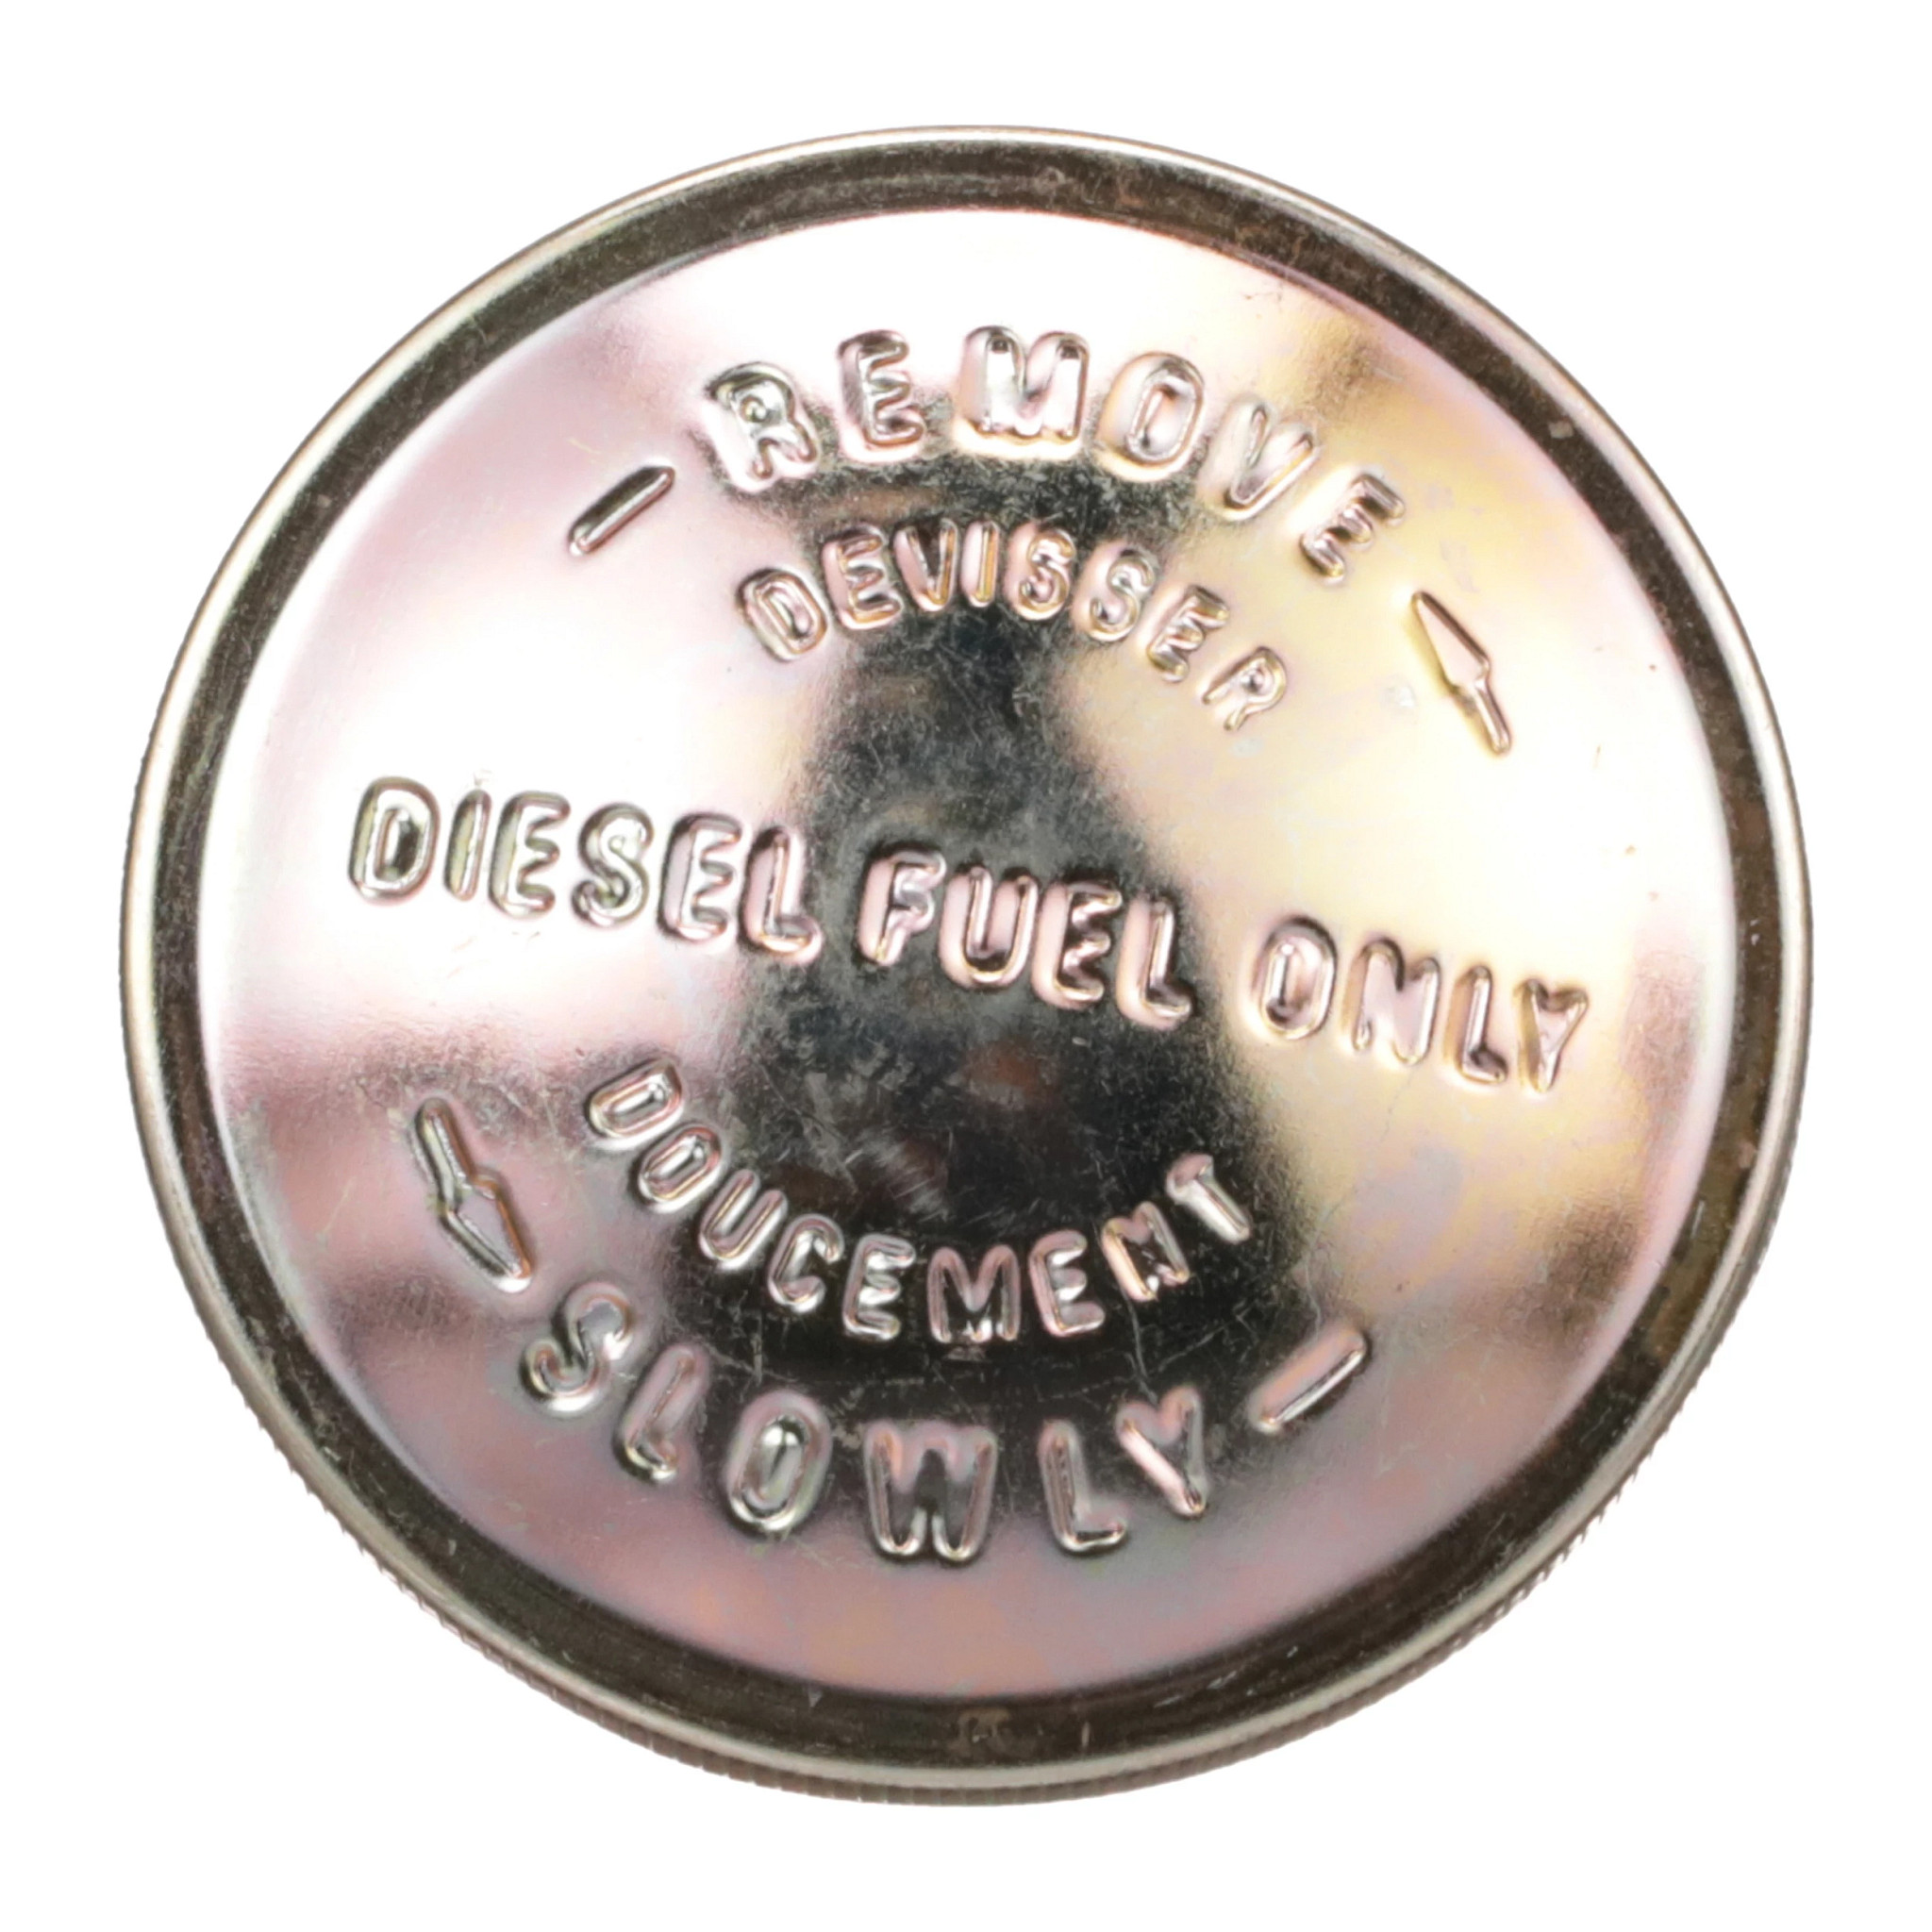 REMOVE
DEVISSER
DIESEL FUEL ONLY
DOUCEMENT
SLOWLY